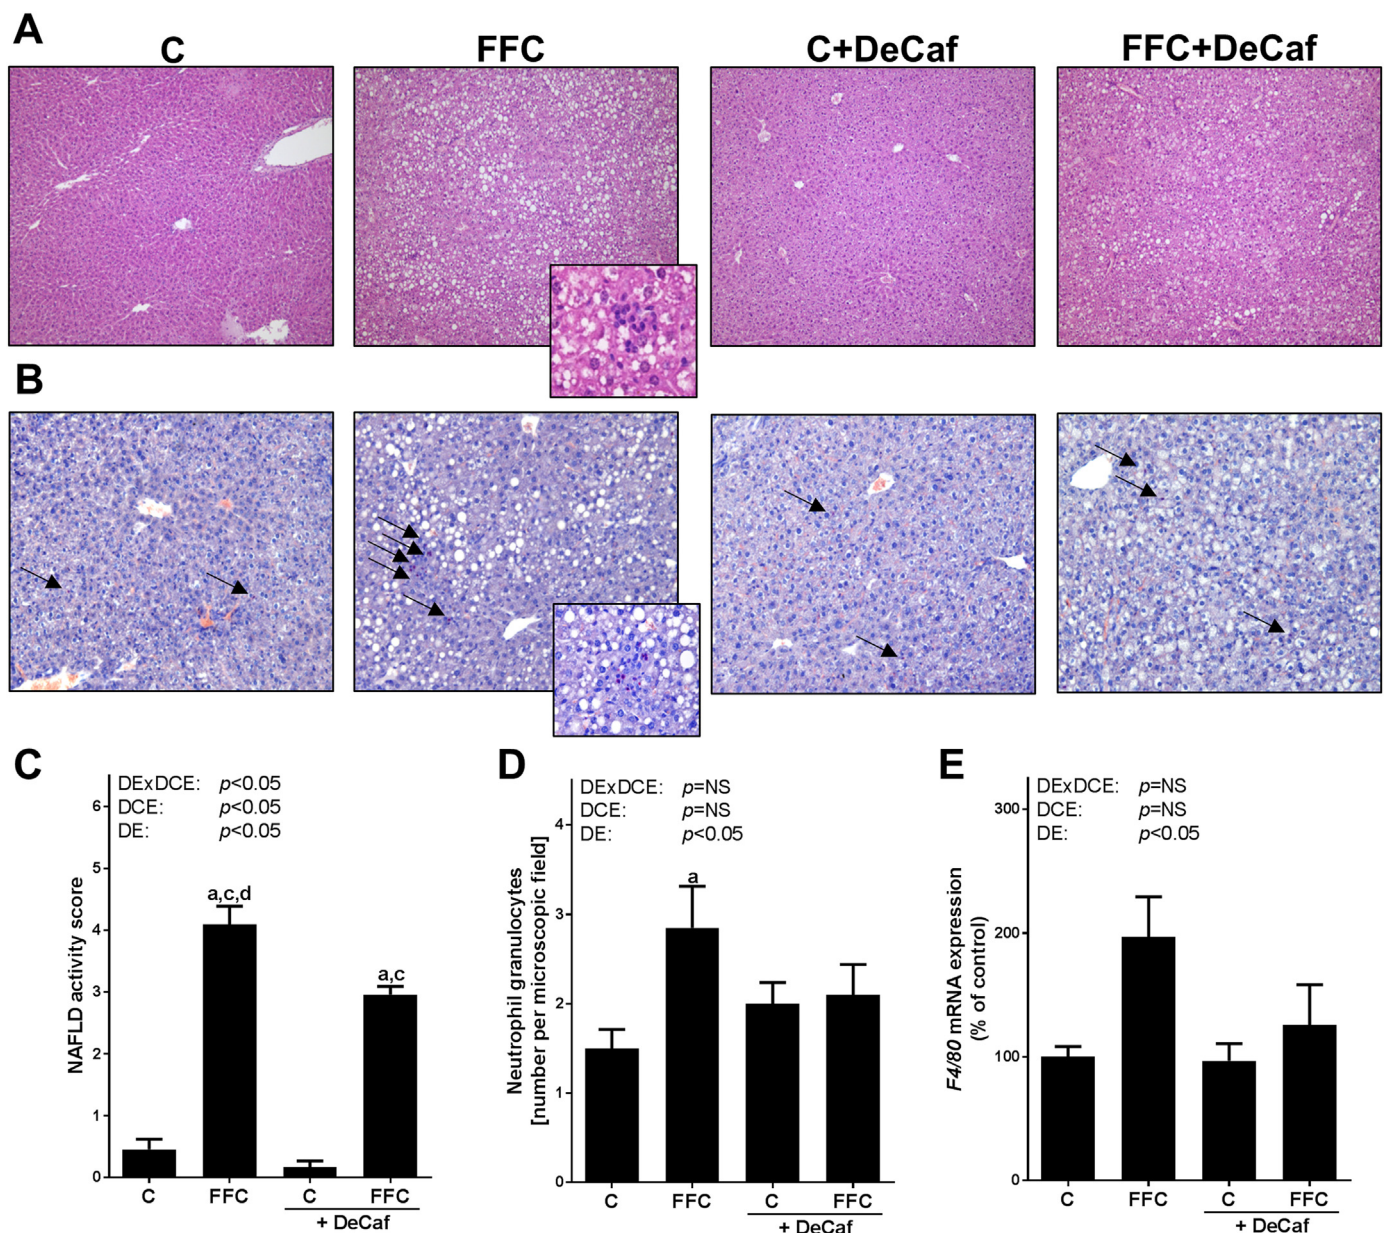 A
C FFC C+DeCaf FFC+DeCaf
B
C
DExDCE: p<0.05
DCE: p<0.05
DE: p<0.05
NAFLD activity score
6
5
4
3
2
1
0
a,c,d
a,c
C FFC C FFC
+ DeCaf
D
DExDCE: p=NS
DCE: p=NS
DE: p<0.05
Neutrophil granulocytes
[number per microscopic field]
4
3
2
1
0
a
C FFC C FFC
+ DeCaf
E
DExDCE: p=NS
DCE: p=NS
DE: p<0.05
F4/80 mRNA expression
(% of control)
300
200
100
0
C FFC C FFC
+ DeCaf